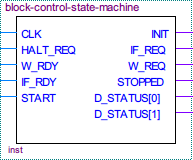 block-control-state-machine
CLK INIT
HALT_REQ IF_REQ
W_RDY W_REQ
IF_RDY STOPPED
START D_STATUS[0]
D_STATUS[1]
inst